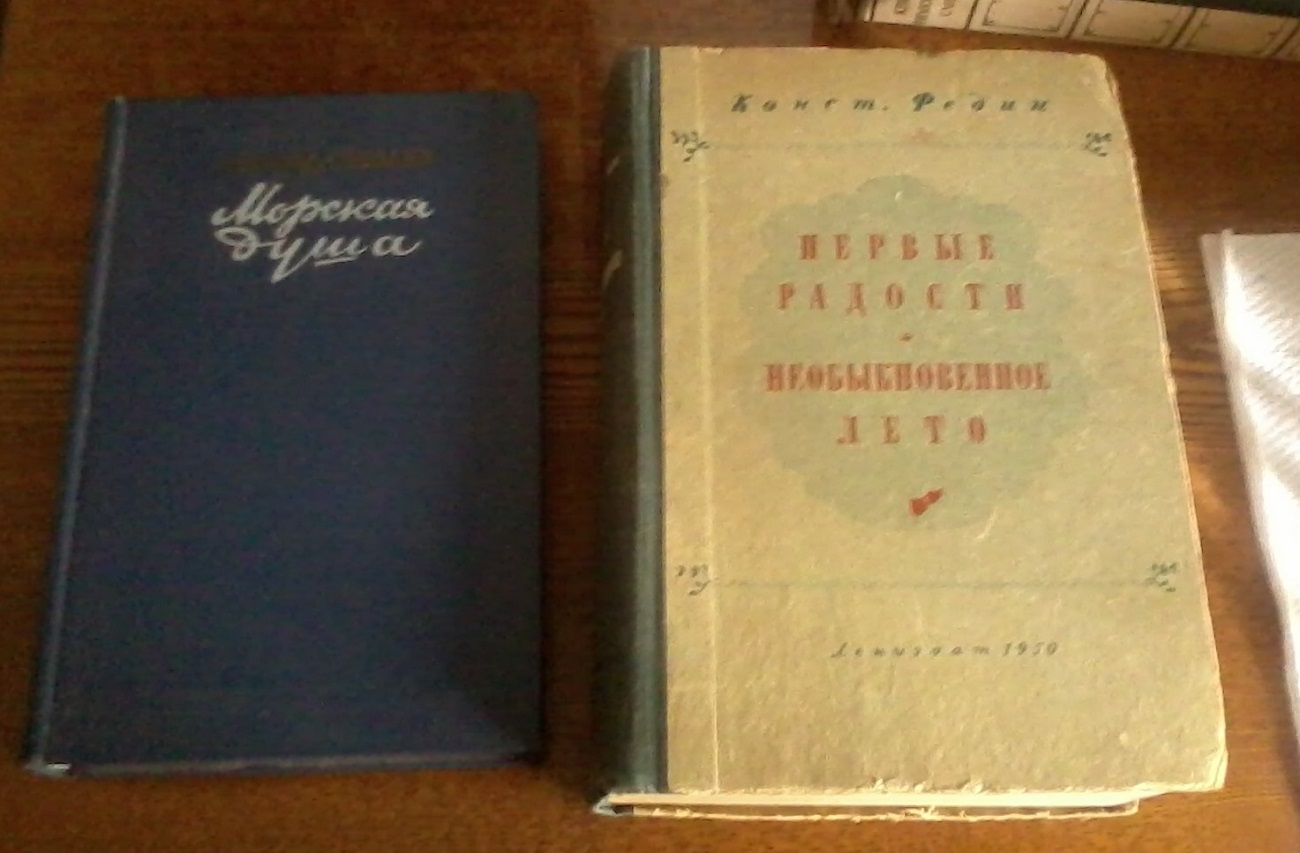 Морская
душа
Конст. Федин
ПЕРВЫЕ
РАДОСТИ
НЕОБЫКНОВЕННОЕ
ЛЕТО
Лениздат 1950